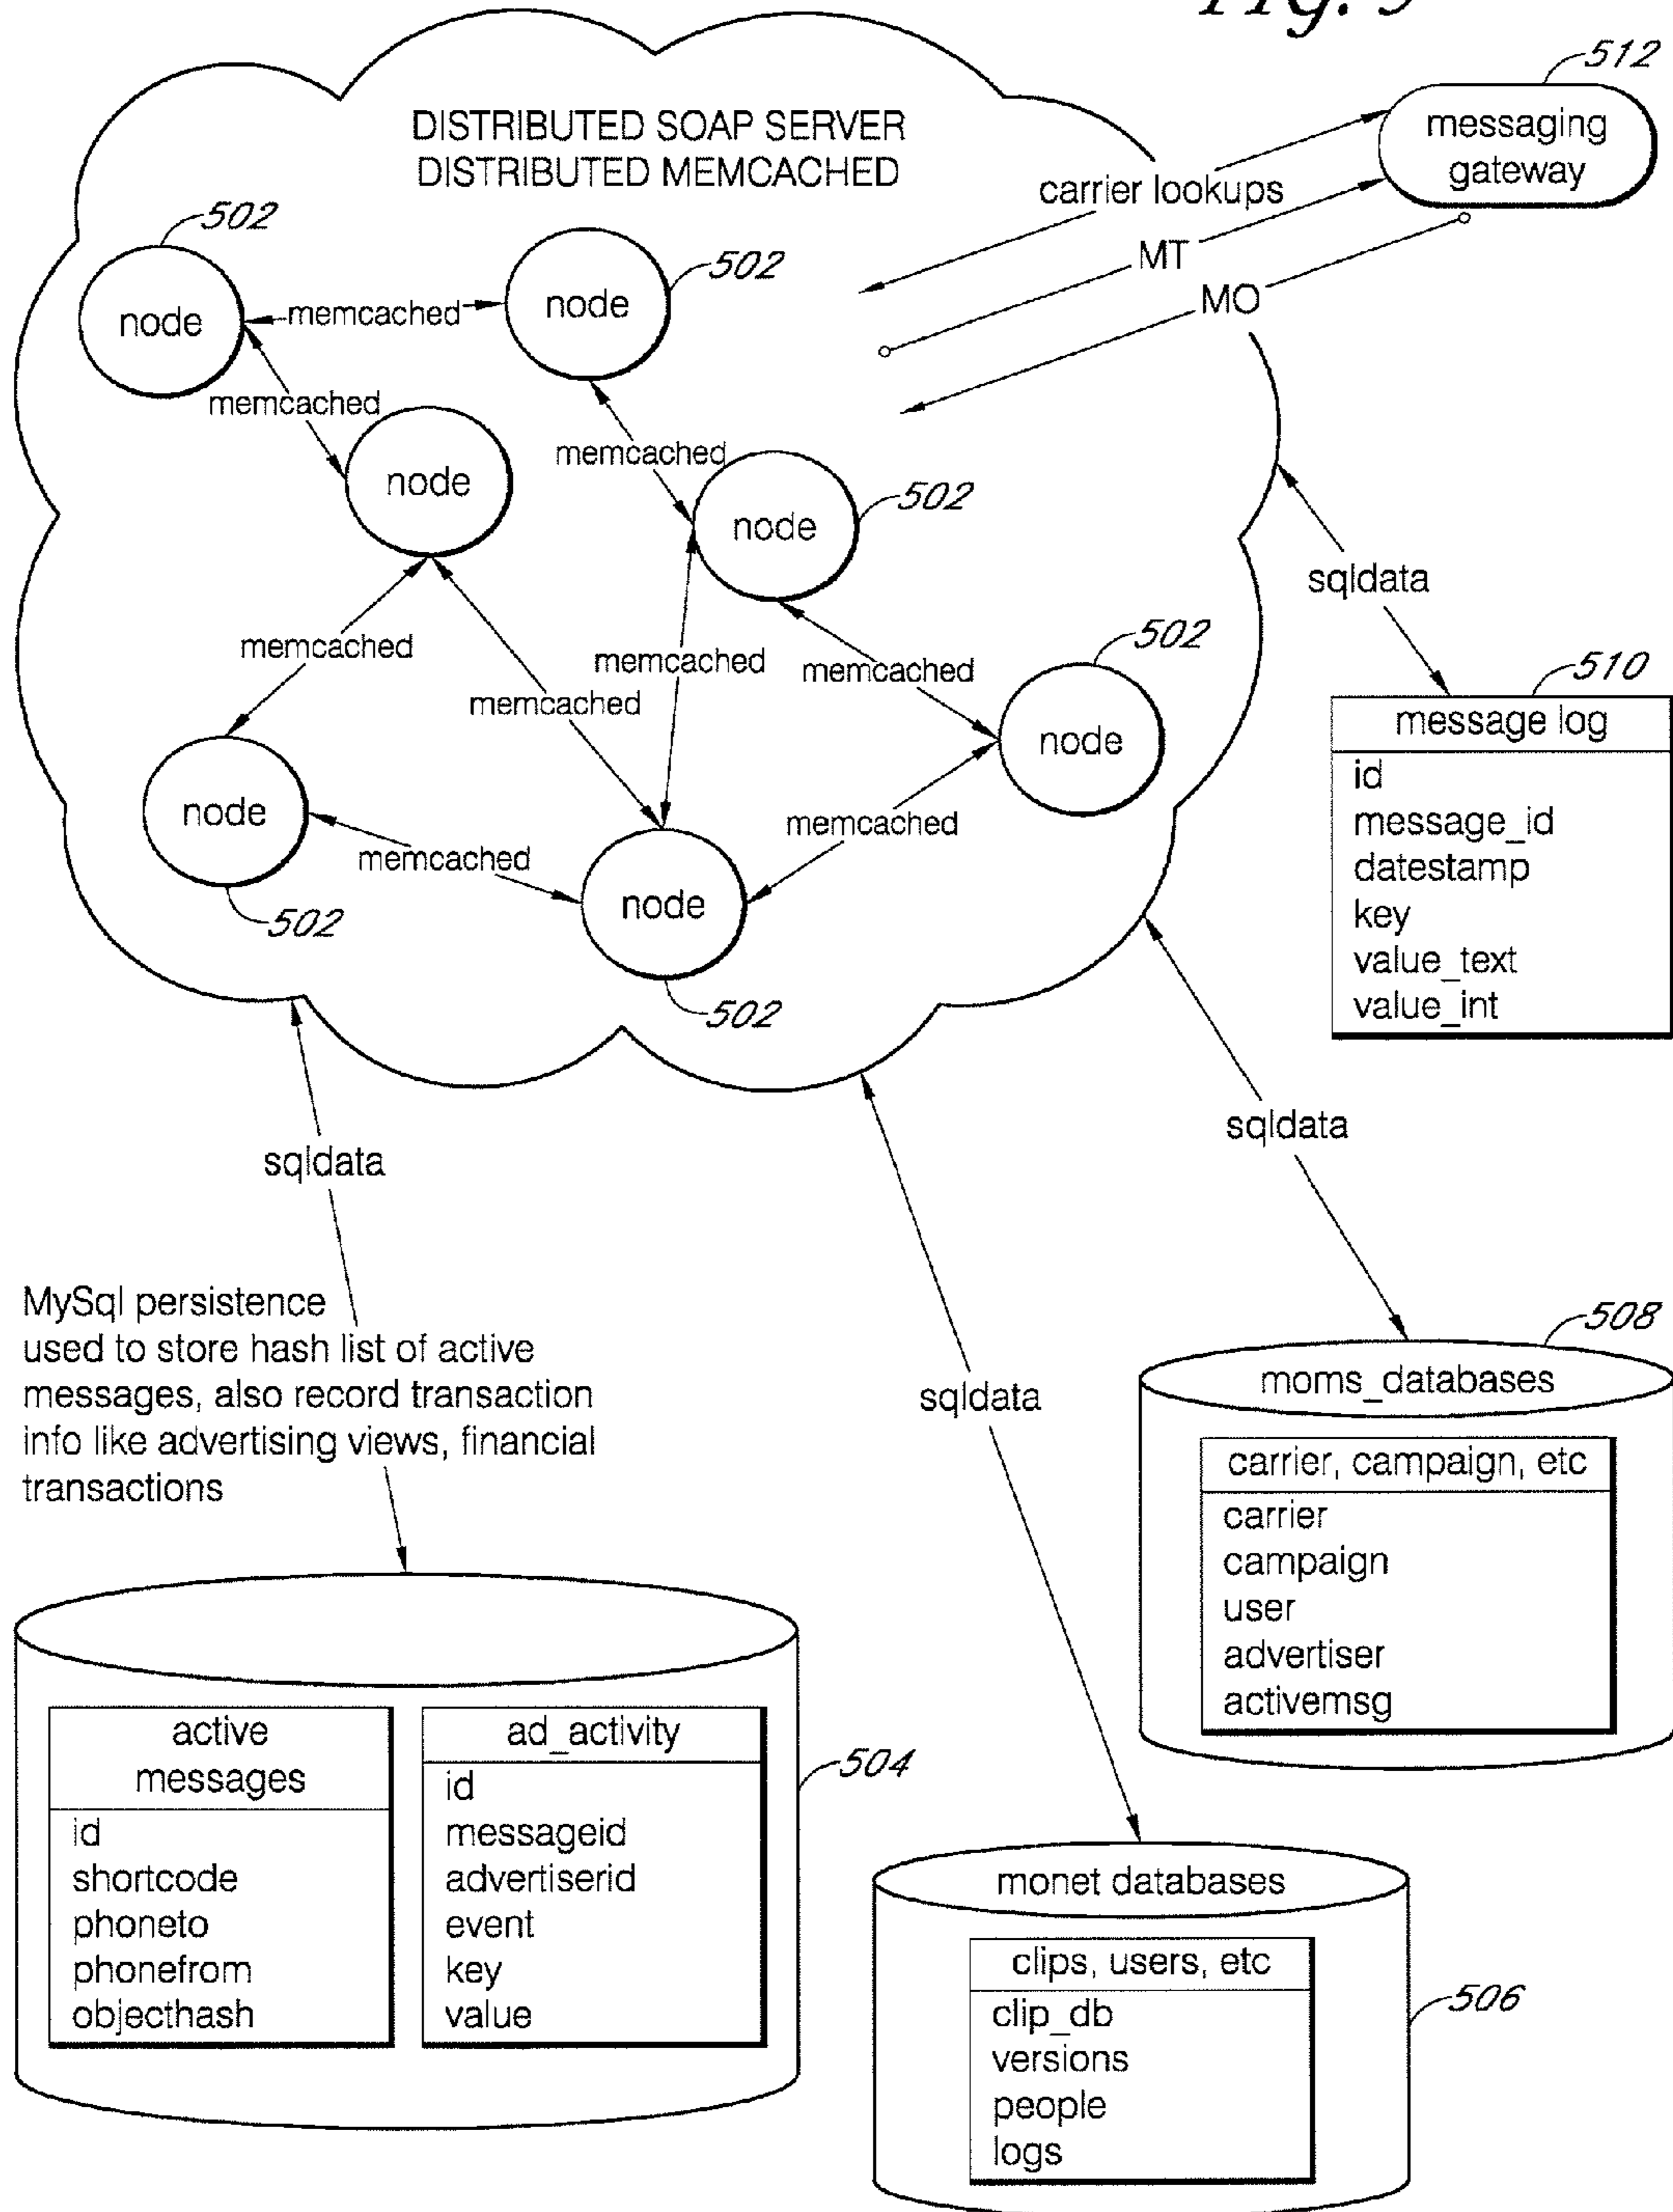 Fig. 5
512
messaging
gateway
DISTRIBUTED SOAP SERVER
DISTRIBUTED MEMCACHED
carrier lookups
MT
MO
502
node
memcached
502
node
memcached
node
memcached
502
node
memcached
memcached
memcached
memcached
502
node
sqldata
510
message log
id
message_id
datestamp
key
value_text
value_int
node
502
memcached
memcached
node
502
sqldata
sqldata
sqldata
MySql persistence
used to store hash list of active
messages, also record transaction
info like advertising views, financial
transactions
508
moms_databases
carrier, campaign, etc
carrier
campaign
user
advertiser
activemsg
active
messages
id
shortcode
phoneto
phonefrom
objecthash
ad_activity
id
messageid
advertiserid
event
key
value
504
monet databases
clips, users, etc
clip_db
versions
people
logs
506